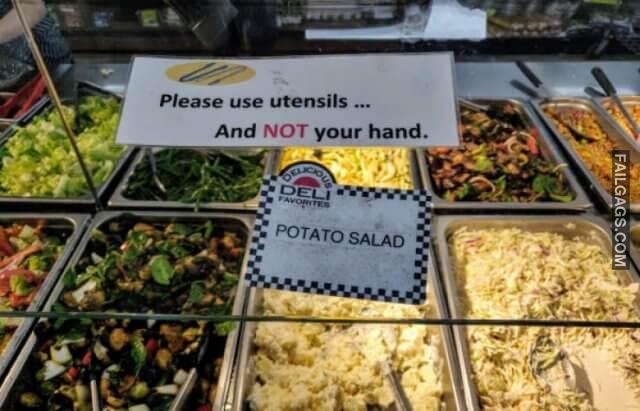 Please use utensils ...
And NOT your hand.
DELICIOUS
DELI
FAVORITES
POTATO SALAD
FAILGAGS.COM